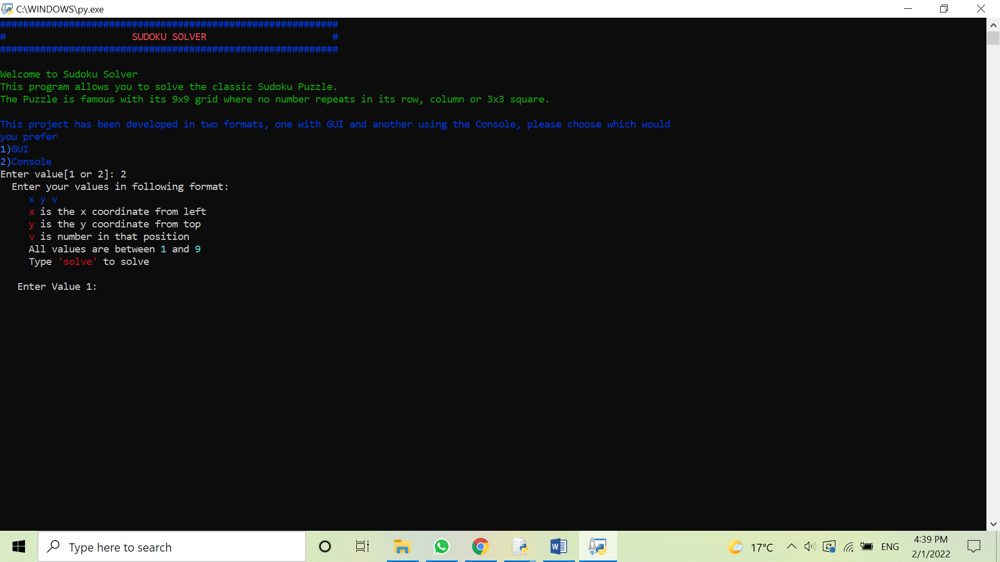 C:\WINDOWS\py.exe
###########################################################
# SUDOKU SOLVER #
###########################################################
Welcome to Sudoku Solver
This program allows you to solve the classic Sudoku Puzzle.
The Puzzle is famous with its 9x9 grid where no number repeats in its row, column or 3x3 square.
This project has been developed in two formats, one with GUI and another using the Console, please choose which would
you prefer
1)GUI
2)Console
Enter value[1 or 2]: 2
Enter your values in following format:
x y v
x is the x coordinate from left
y is the y coordinate from top
v is number in that position
All values are between 1 and 9
Type 'solve' to solve
Enter Value 1:
Type here to search
W
17°C
ENG
4:39 PM
2/1/2022